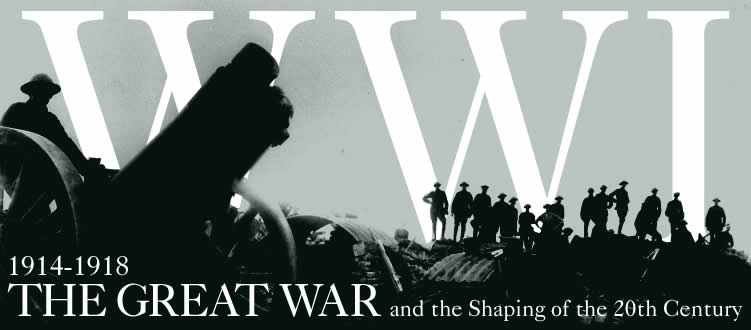 WWI
1914-1918
THE GREAT WAR and the Shaping of the 20th Century